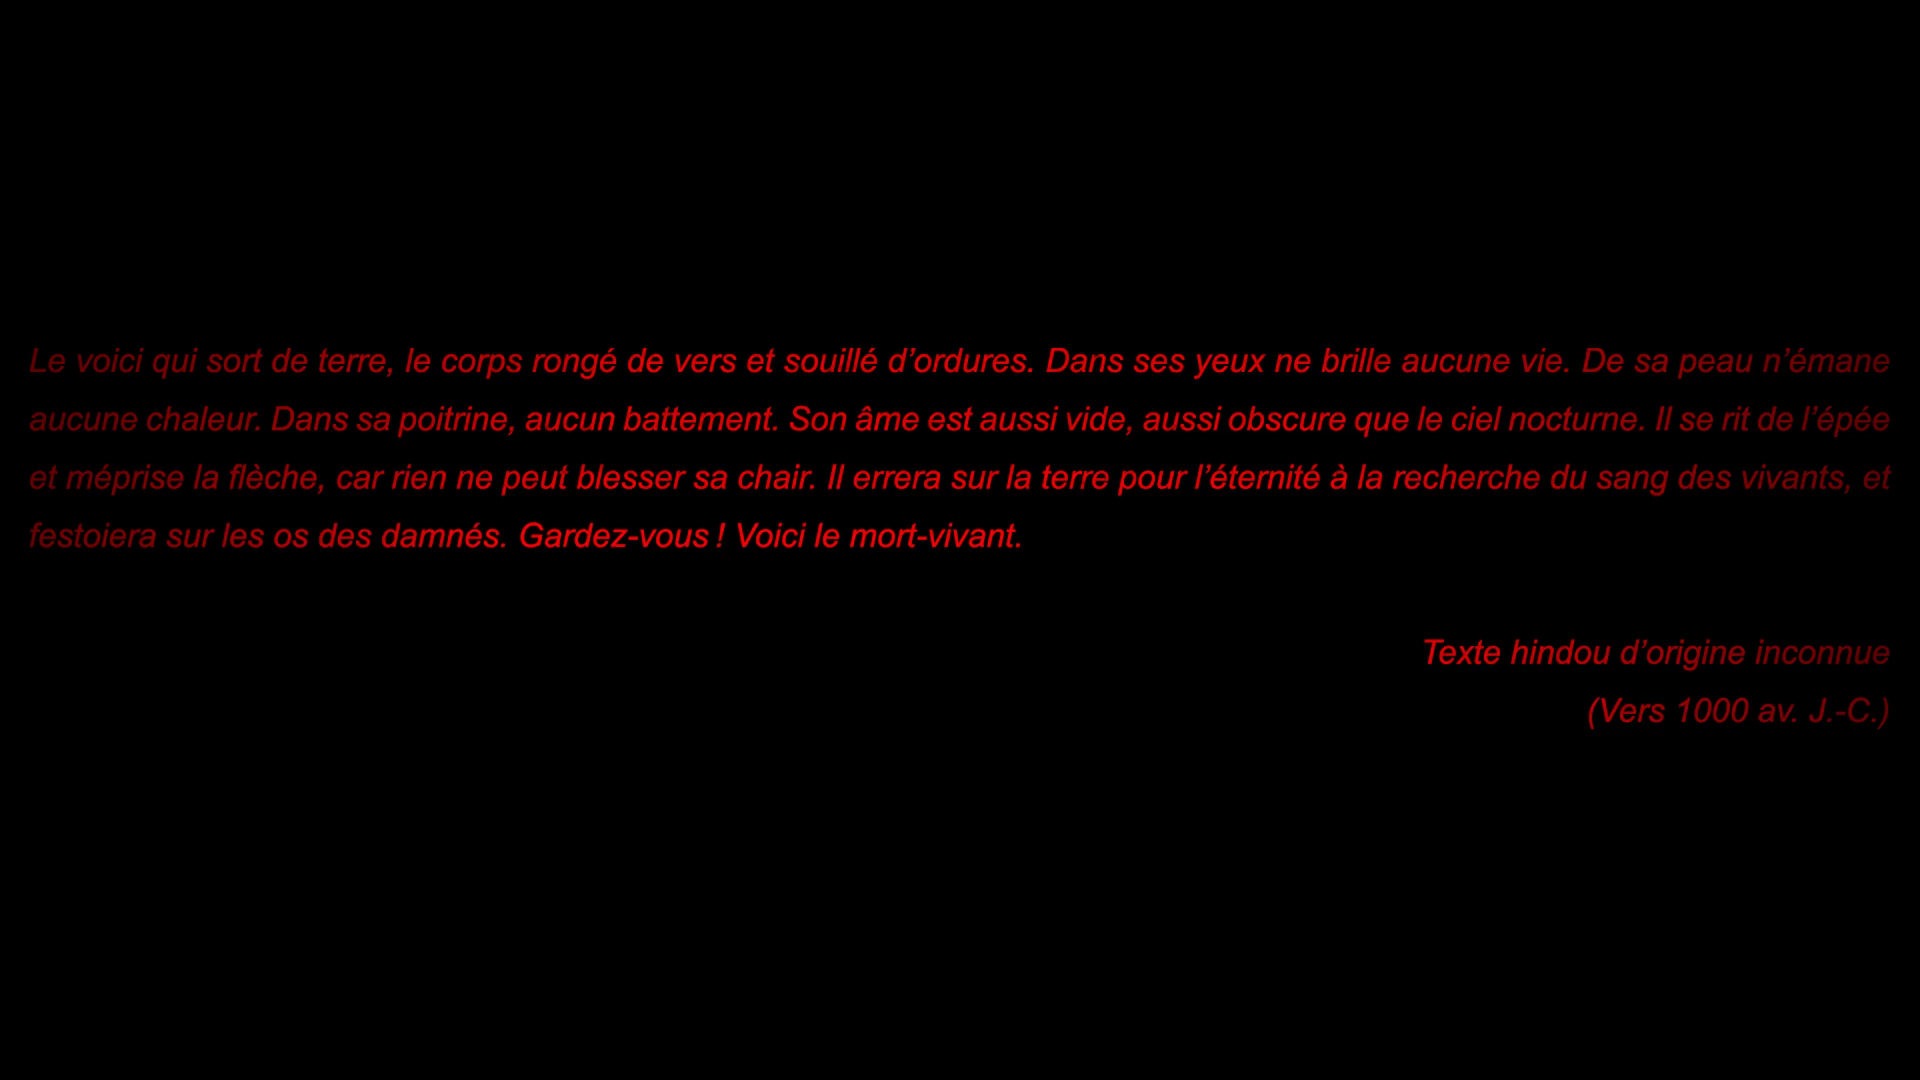 Le voici qui sort de terre, le corps rongé de vers et souillé d’ordures. Dans ses yeux ne brille aucune vie. De sa peau n’émane
aucune chaleur. Dans sa poitrine, aucun battement. Son âme est aussi vide, aussi obscure que le ciel nocturne. Il se rit de l’épée
et méprise la flèche, car rien ne peut blesser sa chair. Il errera sur la terre pour l’éternité à la recherche du sang des vivants, et
festoiera sur les os des damnés. Gardez-vous ! Voici le mort-vivant.
Texte hindou d’origine inconnue
(Vers 1000 av. J.-C.)